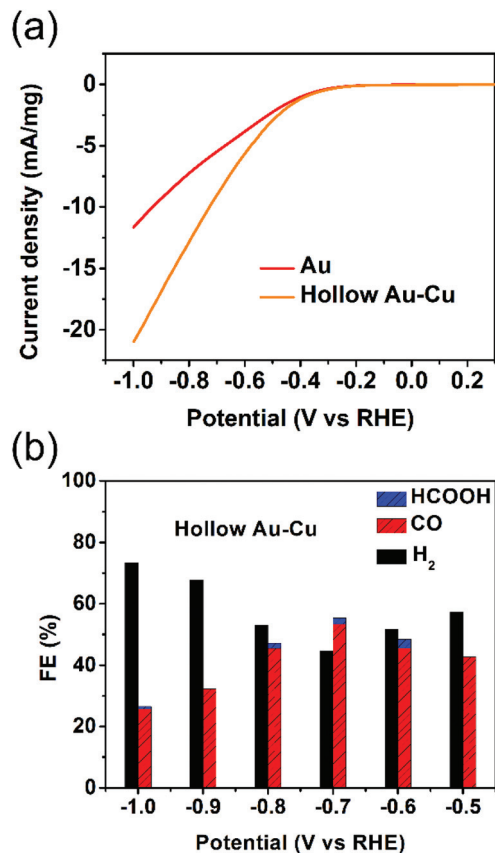 (a)
0
-5
-10
-15
-20
Current density (mA/mg)
Au
Hollow Au-Cu
-1.0 -0.8 -0.6 -0.4 -0.2 0.0 0.2
Potential (V vs RHE)
(b)
100
80
60
40
20
0
FE (%)
Hollow Au-Cu
HCOOH
CO
H₂
-1.0 -0.9 -0.8 -0.7 -0.6 -0.5
Potential (V vs RHE)